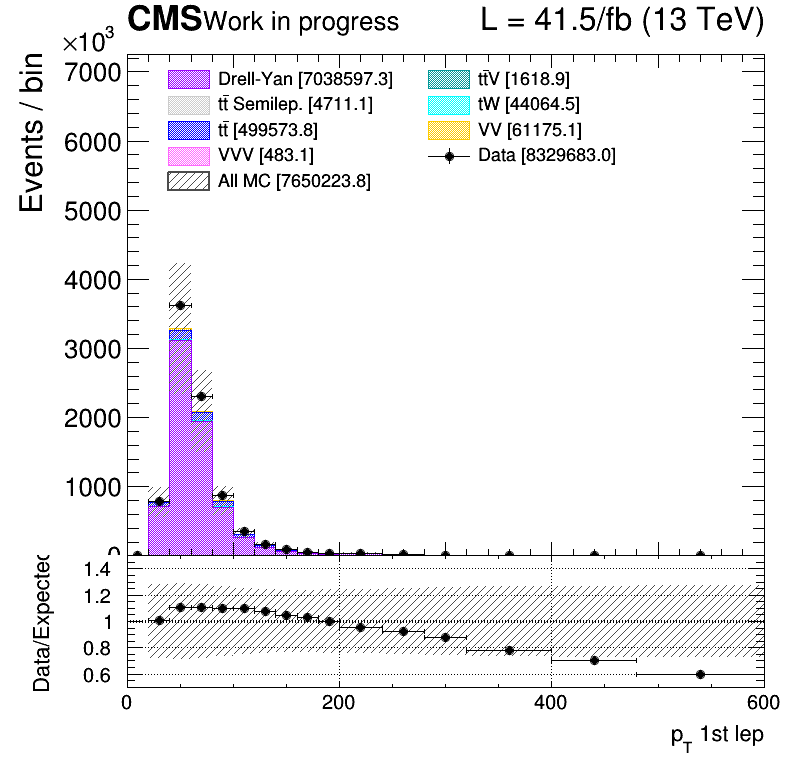 CMS Work in progress L = 41.5/fb (13 TeV)
×10³
Events / bin
7000
6000
5000
4000
3000
2000
1000
0
Drell-Yan [7038597.3]
tt̄ Semilep. [4711.1]
tt̄ [499573.8]
VVV [483.1]
All MC [7650223.8]
tt̄V [1618.9]
tW [44064.5]
VV [61175.1]
Data [8329683.0]
Data/Expected
1.4
1.2
1
0.8
0.6
0 200 400 600
p_T 1st lep